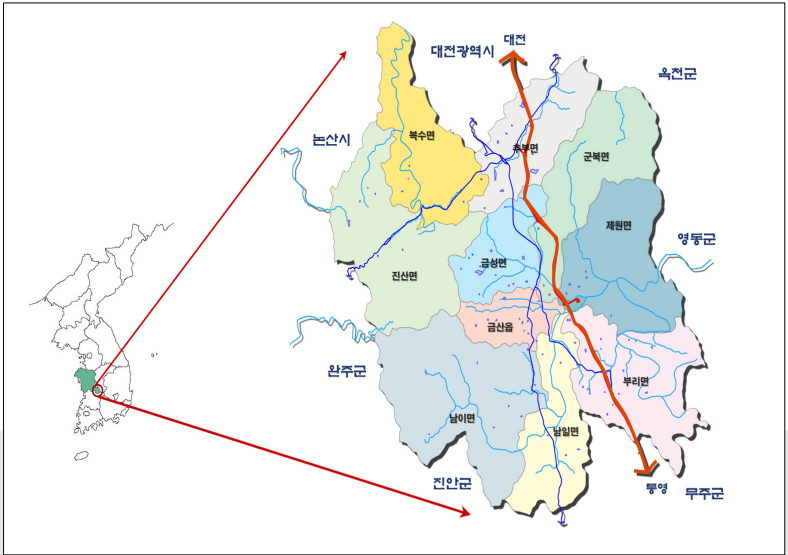 대전
대전광역시
옥천군
논산시
복수면
추부면
군북면
제원면
영동군
금성면
진산면
금산읍
완주군
부리면
남이면
남일면
진안군
통영
무주군